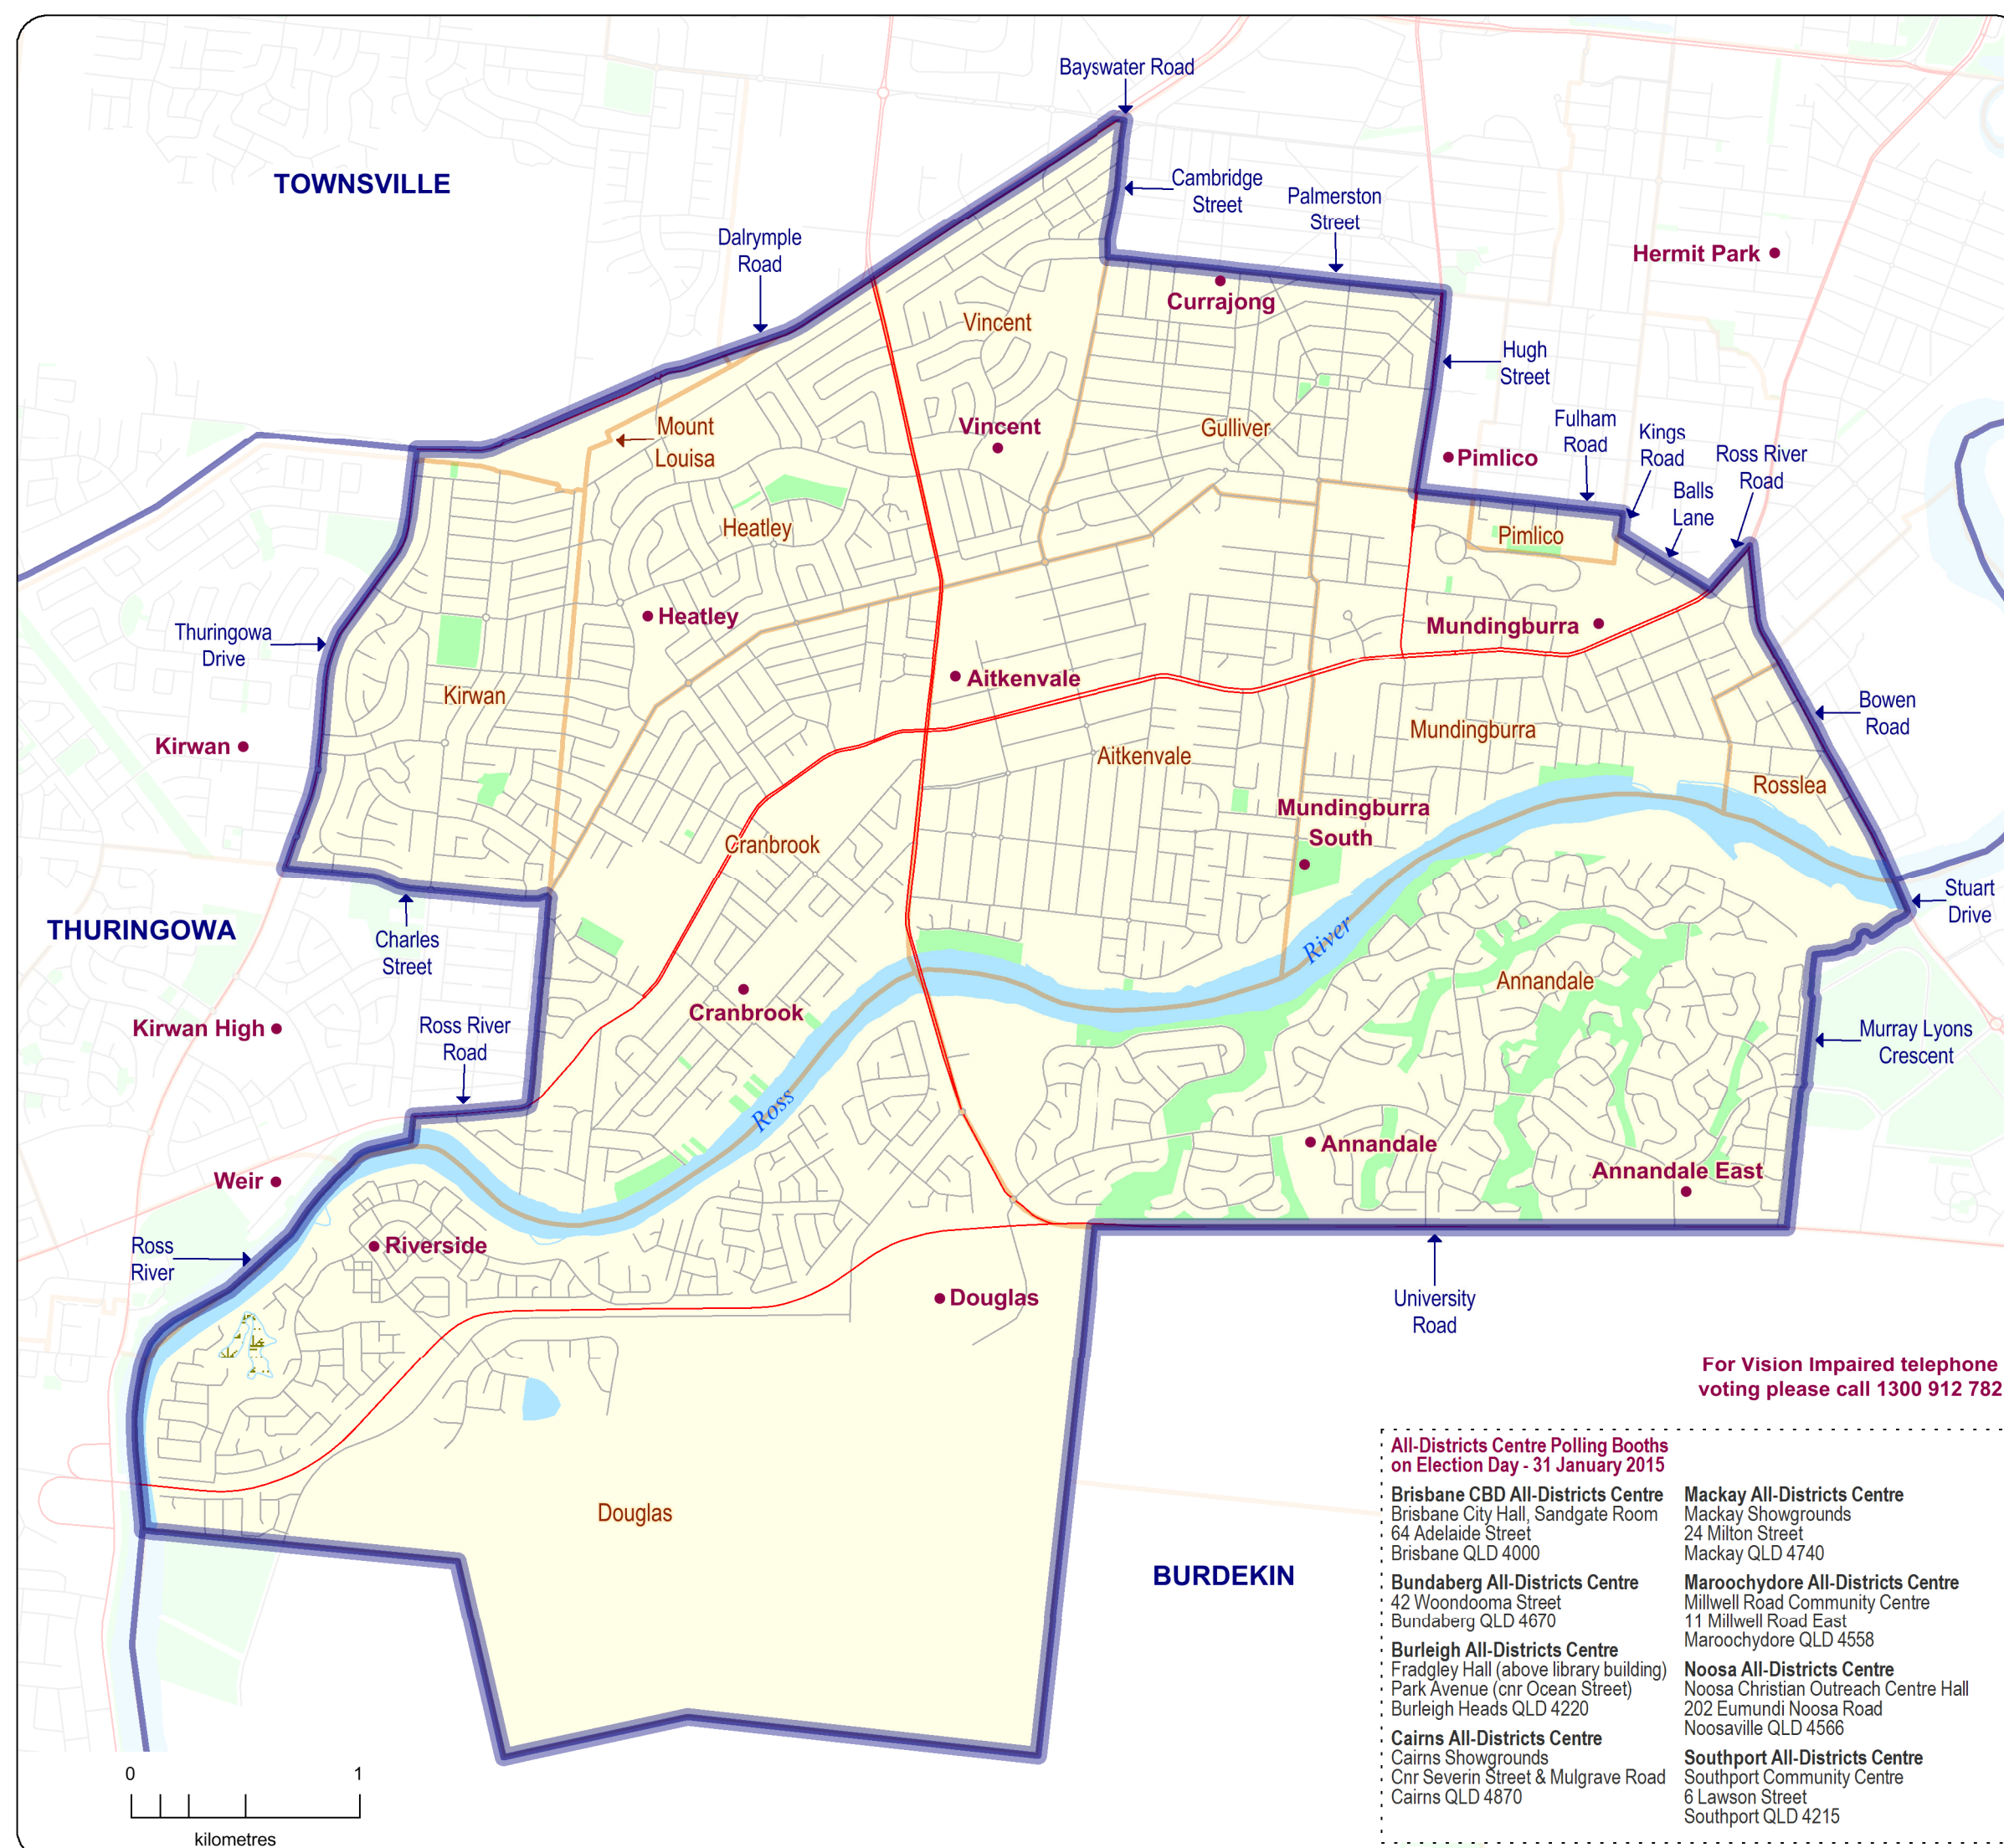 Bayswater Road
TOWNSVILLE
Cambridge
Street
Palmerston
Street
Dalrymple
Road
Hermit Park
Currajong
Vincent
Hugh
Street
Mount
Louisa
Vincent
Gulliver
Fulham
Road
Kings
Road
Ross River
Road
Pimlico
Balls
Lane
Heatley
Pimlico
Heatley
Mundingburra
Thuringowa
Drive
Aitkenvale
Kirwan
Bowen
Road
Kirwan
Mundingburra
Aitkenvale
Rosslea
Mundingburra
South
Cranbrook
Stuart
Drive
THURINGOWA
Charles
Street
River
Annandale
Cranbrook
Kirwan High
Ross River
Road
Murray Lyons
Crescent
Ross
Annandale
Annandale East
Weir
Ross
River
Riverside
Douglas
University
Road
For Vision Impaired telephone
voting please call 1300 912 782
Douglas
BURDEKIN
All-Districts Centre Polling Booths
on Election Day - 31 January 2015
Brisbane CBD All-Districts Centre
Brisbane City Hall, Sandgate Room
64 Adelaide Street
Brisbane QLD 4000
Bundaberg All-Districts Centre
42 Woondooma Street
Bundaberg QLD 4670
Burleigh All-Districts Centre
Fradgley Hall (above library building)
Park Avenue (cnr Ocean Street)
Burleigh Heads QLD 4220
Cairns All-Districts Centre
Cairns Showgrounds
Cnr Severin Street & Mulgrave Road
Cairns QLD 4870
Mackay All-Districts Centre
Mackay Showgrounds
24 Milton Street
Mackay QLD 4740
Maroochydore All-Districts Centre
Millwell Road Community Centre
11 Millwell Road East
Maroochydore QLD 4558
Noosa All-Districts Centre
Noosa Christian Outreach Centre Hall
202 Eumundi Noosa Road
Noosaville QLD 4566
Southport All-Districts Centre
Southport Community Centre
6 Lawson Street
Southport QLD 4215
0 1
kilometres